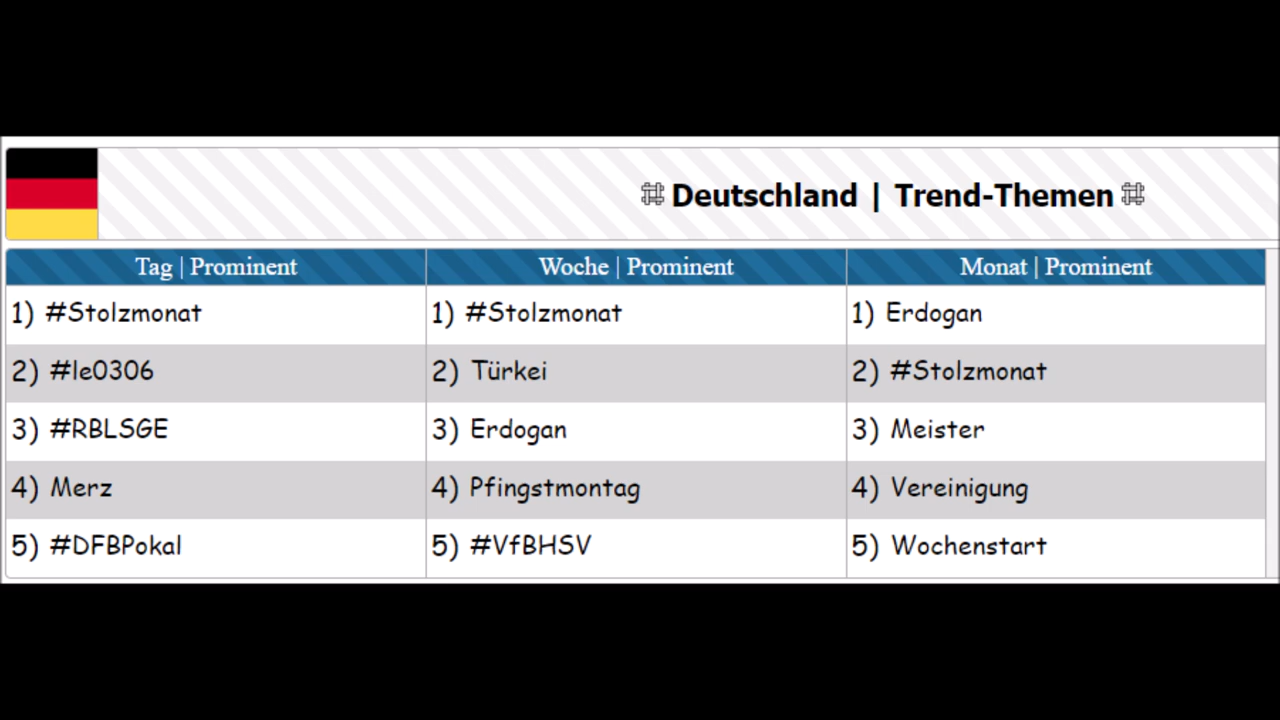 ⌗ Deutschland | Trend-Themen ⌗
Tag | Prominent Woche | Prominent Monat | Prominent
1) #Stolzmonat 1) #Stolzmonat 1) Erdogan
2) #le0306 2) Türkei 2) #Stolzmonat
3) #RBLSGE 3) Erdogan 3) Meister
4) Merz 4) Pfingstmontag 4) Vereinigung
5) #DFBPokal 5) #VfBHSV 5) Wochenstart